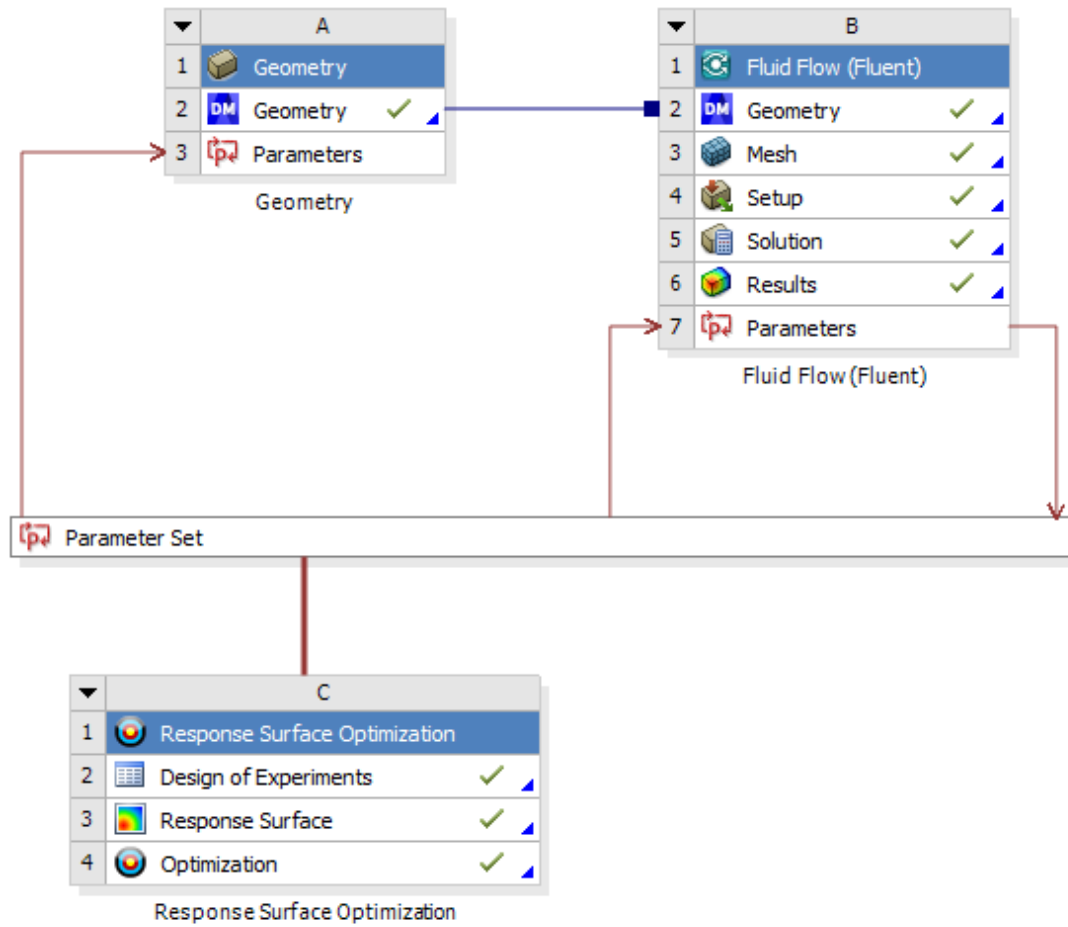 A
1 Geometry
2 DM Geometry
3 Parameters
Geometry
B
1 Fluid Flow (Fluent)
2 DM Geometry
3 Mesh
4 Setup
5 Solution
6 Results
7 Parameters
Fluid Flow (Fluent)
Parameter Set
C
1 Response Surface Optimization
2 Design of Experiments
3 Response Surface
4 Optimization
Response Surface Optimization